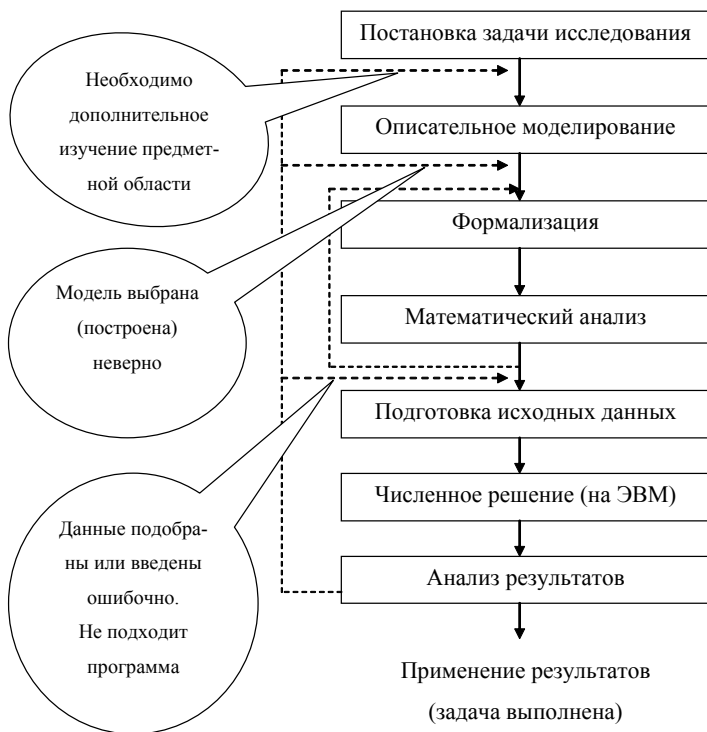 Постановка задачи исследования
Необходимо
дополнительное
изучение предмет-
ной области
Описательное моделирование
Формализация
Модель выбрана
(построена)
неверно
Математический анализ
Подготовка исходных данных
Численное решение (на ЭВМ)
Данные подобра-
ны или введены
ошибочно.
Не подходит
программа
Анализ результатов
Применение результатов
(задача выполнена)